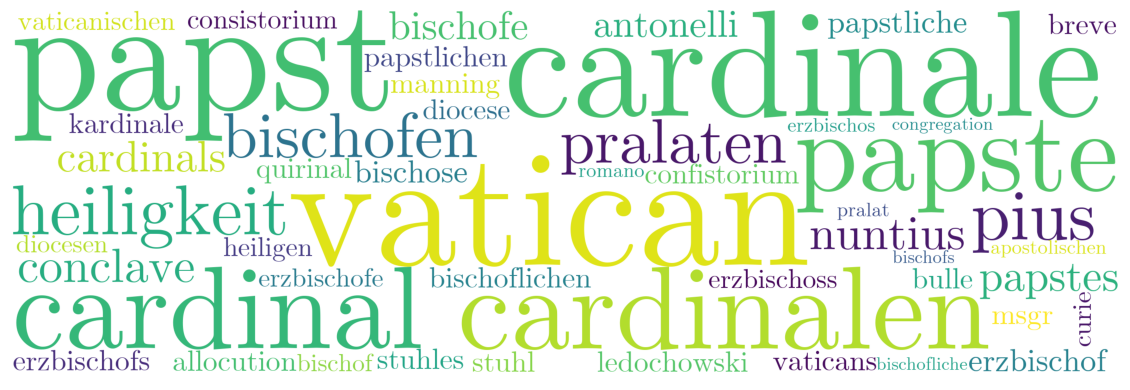 vaticanischen consistorium bischofe antonelli papstliche breve
papst papstlichen cardinale
manning
kardinale diocese
cardinals bischofen pralaten erzbischos congregation papste
quirinal bischose romano confistorium
heiligkeit vatican pralat pius
diocesen heiligen nuntius bischofs apostolischen
conclave erzbischofe bischoflichen erzbischoss bulle papstes
cardinal cardinalen msgr curie
erzbischofs allocution bischof stuhles stuhl ledochowski vaticans bischofliche erzbischof